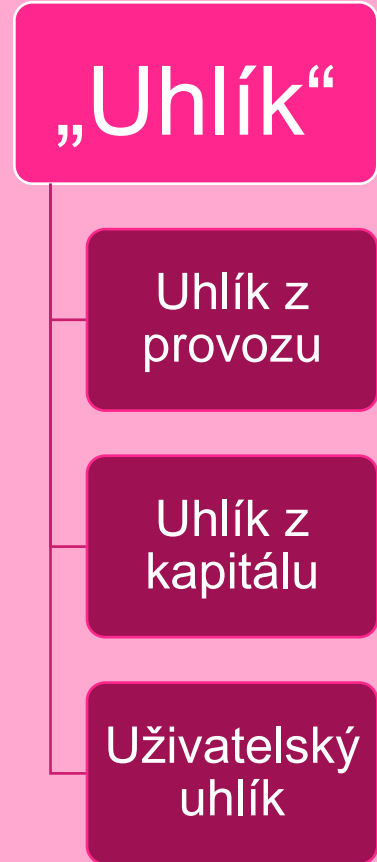 „Uhlík“
Uhlík z
provozu
Uhlík z
kapitálu
Uživatelský
uhlík